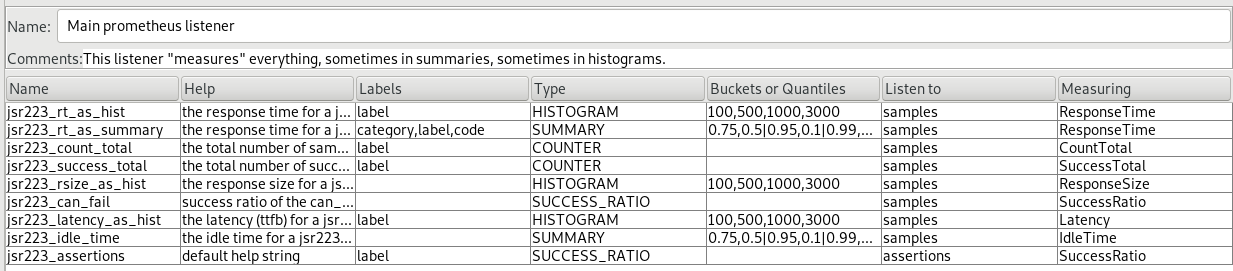 Name: Main prometheus listener
Comments:This listener "measures" everything, sometimes in summaries, sometimes in histograms.
Name Help Labels Type Buckets or Quantiles Listen to Measuring
jsr223_rt_as_hist the response time for a j... label HISTOGRAM 100,500,1000,3000 samples ResponseTime
jsr223_rt_as_summary the response time for a j... category,label,code SUMMARY 0.75,0.5|0.95,0.1|0.99,... samples ResponseTime
jsr223_count_total the total number of sam... label COUNTER samples CountTotal
jsr223_success_total the total number of succ... label COUNTER samples SuccessTotal
jsr223_rsize_as_hist the response size for a js... HISTOGRAM 100,500,1000,3000 samples ResponseSize
jsr223_can_fail success ratio of the can_... SUCCESS_RATIO samples SuccessRatio
jsr223_latency_as_hist the latency (ttfb) for a jsr... label HISTOGRAM 100,500,1000,3000 samples Latency
jsr223_idle_time the idle time for a jsr223... SUMMARY 0.75,0.5|0.95,0.1|0.99,... samples IdleTime
jsr223_assertions default help string label SUCCESS_RATIO assertions SuccessRatio